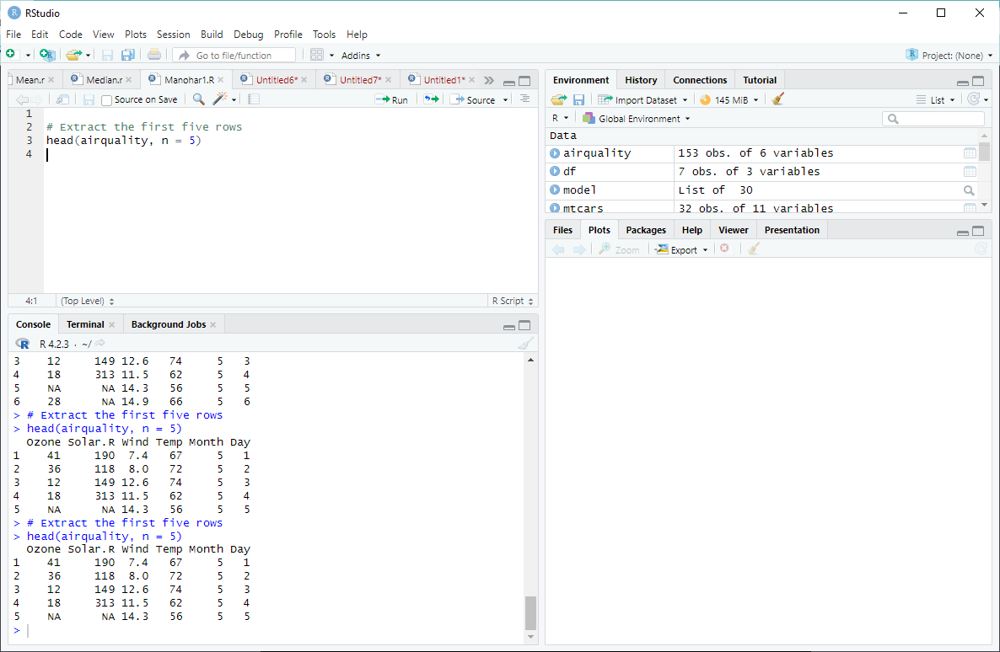 RStudio
File Edit Code View Plots Session Build Debug Profile Tools Help
Go to file/function Addins Project: (None)
Mean.r Median.r Manohar1.R Untitled6* Untitled7* Untitled1*
Source on Save Run Source
1
2 # Extract the first five rows
3 head(airquality, n = 5)
4
4:1 (Top Level) R Script
Console Terminal Background Jobs
R 4.2.3 · ~/
3 12 149 12.6 74 5 3
4 18 313 11.5 62 5 4
5 NA NA 14.3 56 5 5
6 28 NA 14.9 66 5 6
> # Extract the first five rows
> head(airquality, n = 5)
Ozone Solar.R Wind Temp Month Day
1 41 190 7.4 67 5 1
2 36 118 8.0 72 5 2
3 12 149 12.6 74 5 3
4 18 313 11.5 62 5 4
5 NA NA 14.3 56 5 5
> # Extract the first five rows
> head(airquality, n = 5)
Ozone Solar.R Wind Temp Month Day
1 41 190 7.4 67 5 1
2 36 118 8.0 72 5 2
3 12 149 12.6 74 5 3
4 18 313 11.5 62 5 4
5 NA NA 14.3 56 5 5
>
Environment History Connections Tutorial
Import Dataset 145 MiB List
R Global Environment
Data
airquality 153 obs. of 6 variables
df 7 obs. of 3 variables
model List of 30
mtcars 32 obs. of 11 variables
Files Plots Packages Help Viewer Presentation
Zoom Export